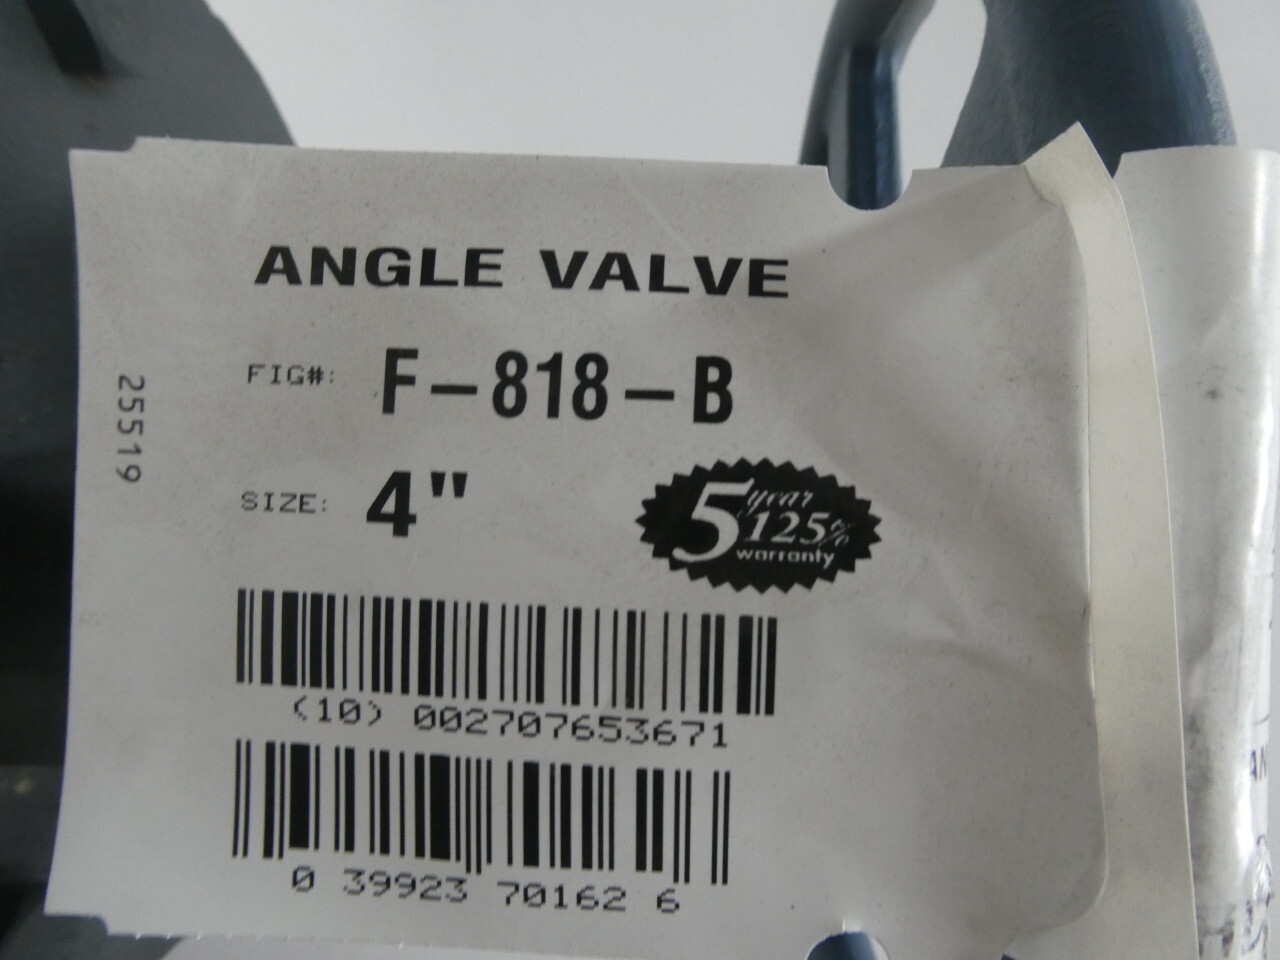 ANGLE VALVE
FIG#: F-818-B
25519
SIZE: 4"
5 year
125%
warranty
(10) 002707653671
0 39923 70162 6